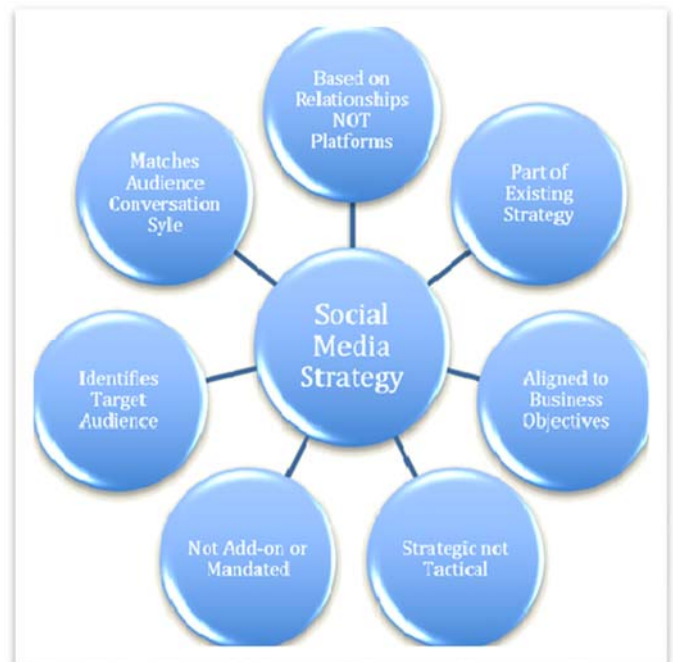 Based on
Relationships
NOT
Platforms
Part of
Existing
Strategy
Aligned to
Business
Objectives
Strategic not
Tactical
Not Add-on or
Mandated
Identifies
Target
Audience
Matches
Audience
Conversation
Syle
Social
Media
Strategy